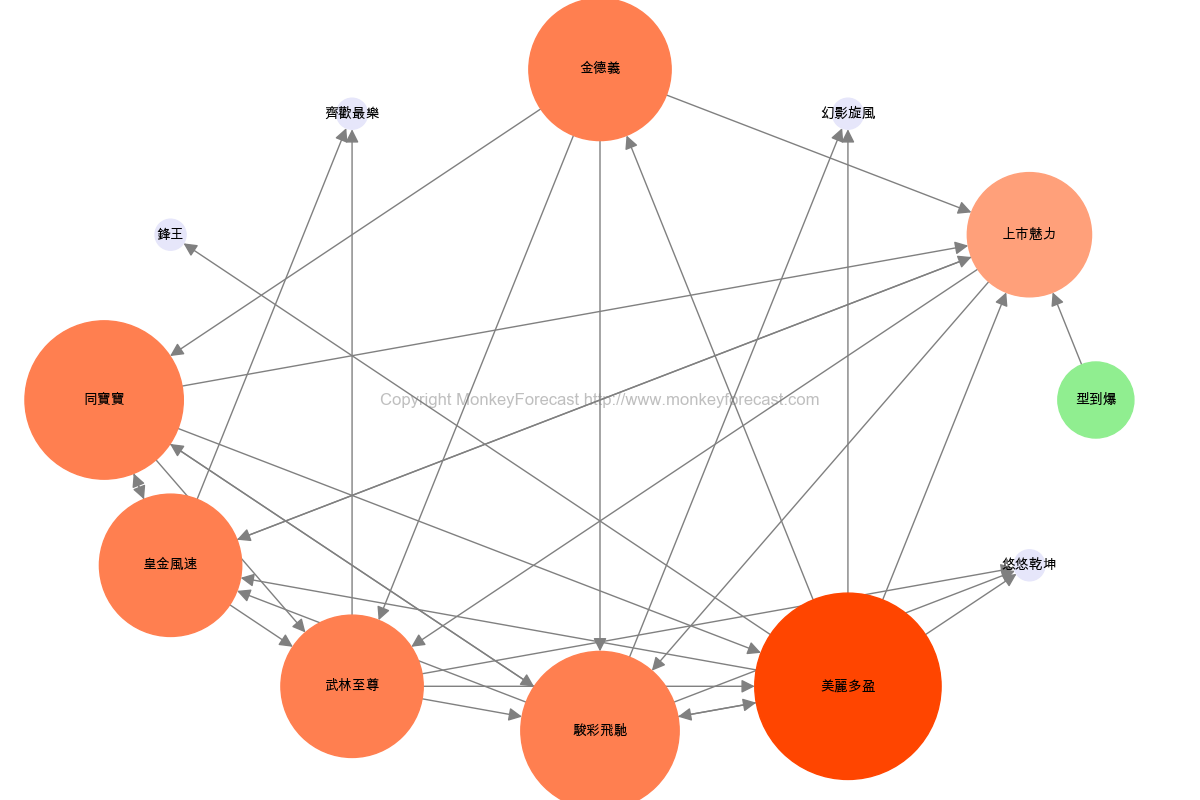 金德義
齊歡最樂
幻影旋風
鋒王
上市魅力
同寶寶
Copyright MonkeyForecast http://www.monkeyforecast.com
型到爆
皇金風速
悠悠乾坤
武林至尊
美麗多盈
駿彩飛馳